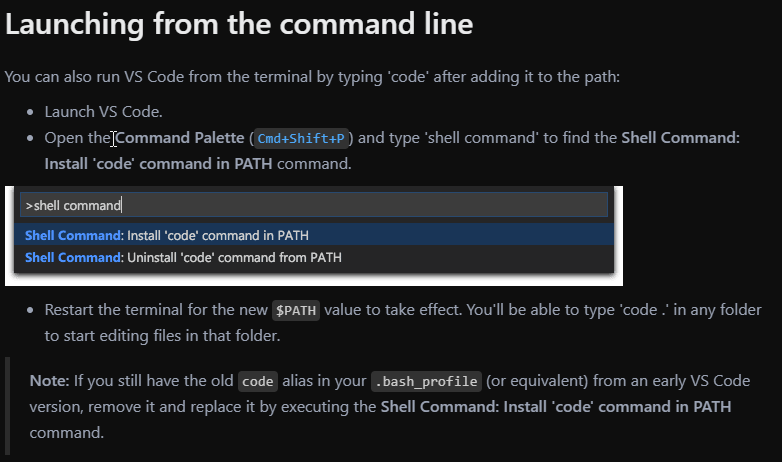 Launching from the command line
You can also run VS Code from the terminal by typing 'code' after adding it to the path:
• Launch VS Code.
• Open the Command Palette (Cmd+Shift+P) and type 'shell command' to find the Shell Command:
Install 'code' command in PATH command.
>shell command
Shell Command: Install 'code' command in PATH
Shell Command: Uninstall 'code' command from PATH
• Restart the terminal for the new $PATH value to take effect. You'll be able to type 'code .' in any folder
to start editing files in that folder.
Note: If you still have the old code alias in your .bash_profile (or equivalent) from an early VS Code
version, remove it and replace it by executing the Shell Command: Install 'code' command in PATH
command.